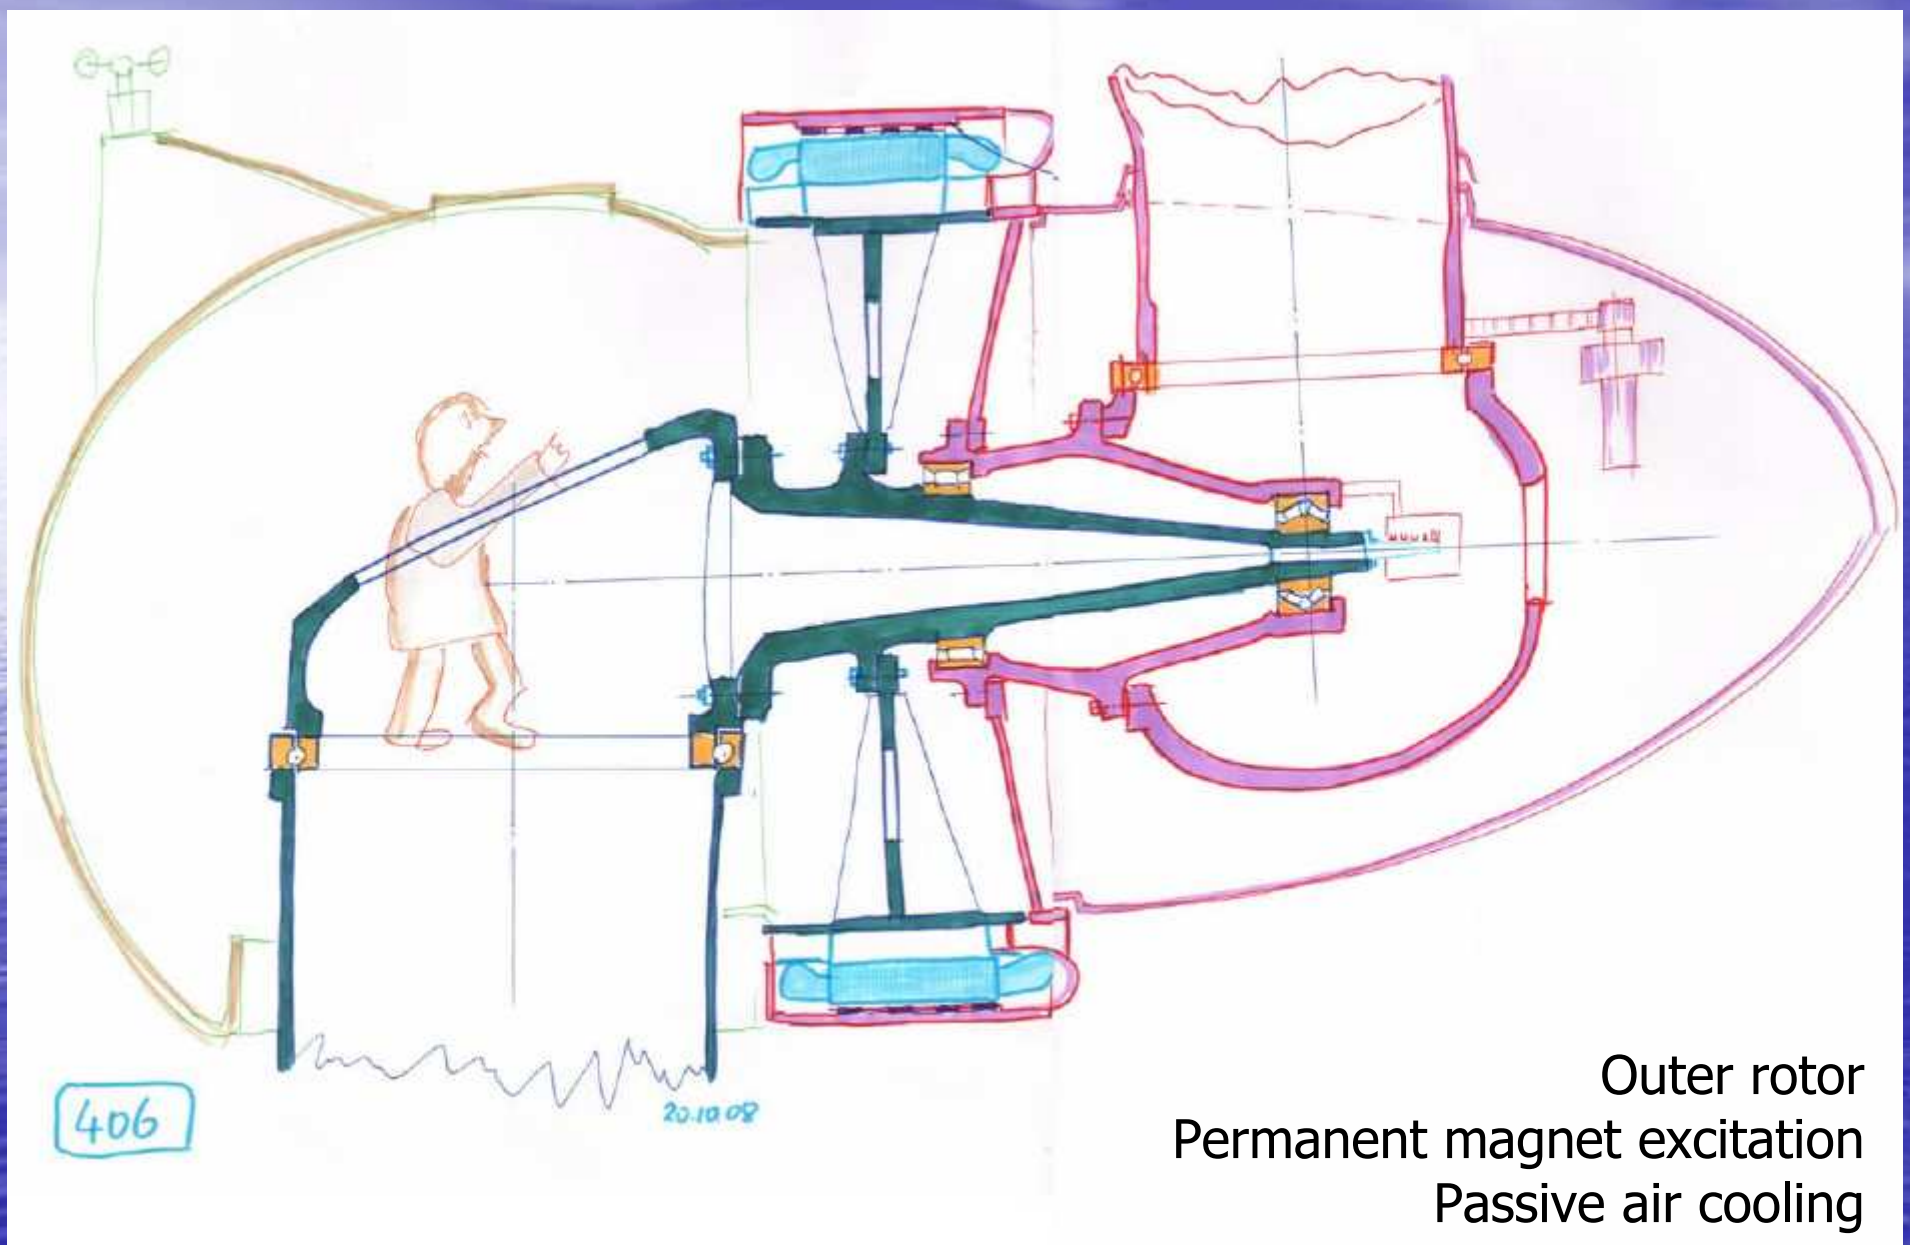 406
20.10.08
Outer rotor
Permanent magnet excitation
Passive air cooling